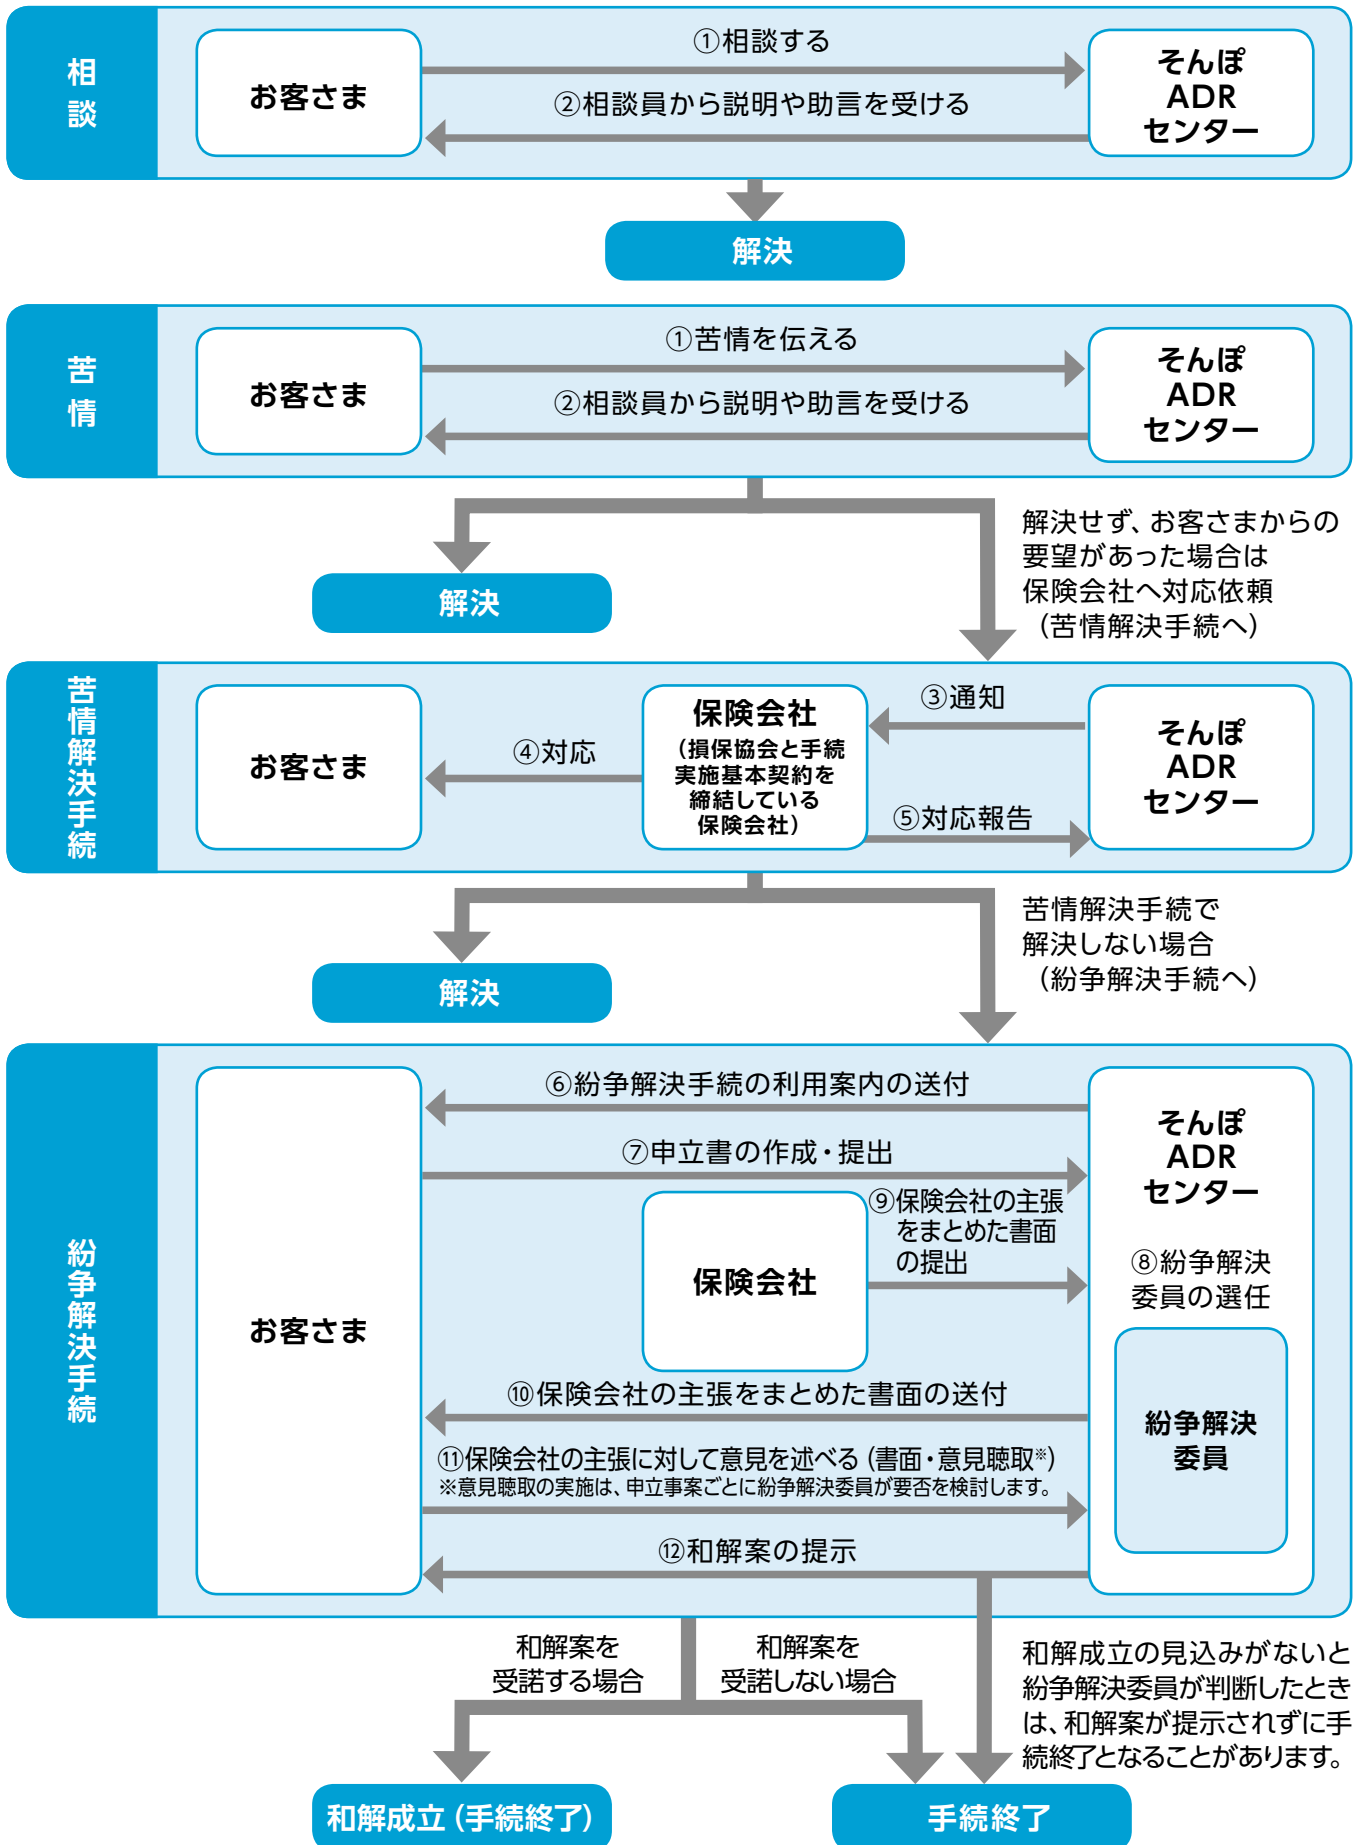 相談
お客さま
①相談する
②相談員から説明や助言を受ける
そんぽ
ADR
センター
解決
苦情
お客さま
①苦情を伝える
②相談員から説明や助言を受ける
そんぽ
ADR
センター
解決せず、お客さまからの
要望があった場合は
保険会社へ対応依頼
（苦情解決手続へ）
解決
苦情解決手続
お客さま
④対応
保険会社
（損保協会と手続
実施基本契約を
締結している
保険会社）
③通知
⑤対応報告
そんぽ
ADR
センター
苦情解決手続で
解決しない場合
（紛争解決手続へ）
解決
紛争解決手続
お客さま
⑥紛争解決手続の利用案内の送付
⑦申立書の作成・提出
保険会社
⑨保険会社の主張
をまとめた書面
の提出
そんぽ
ADR
センター
⑧紛争解決
委員の選任
紛争解決
委員
⑩保険会社の主張をまとめた書面の送付
⑪保険会社の主張に対して意見を述べる（書面・意見聴取※）
※意見聴取の実施は、申立事案ごとに紛争解決委員が要否を検討します。
⑫和解案の提示
和解案を
受諾する場合
和解案を
受諾しない場合
和解成立の見込みがないと
紛争解決委員が判断したとき
は、和解案が提示されずに手
続終了となることがあります。
和解成立（手続終了）
手続終了